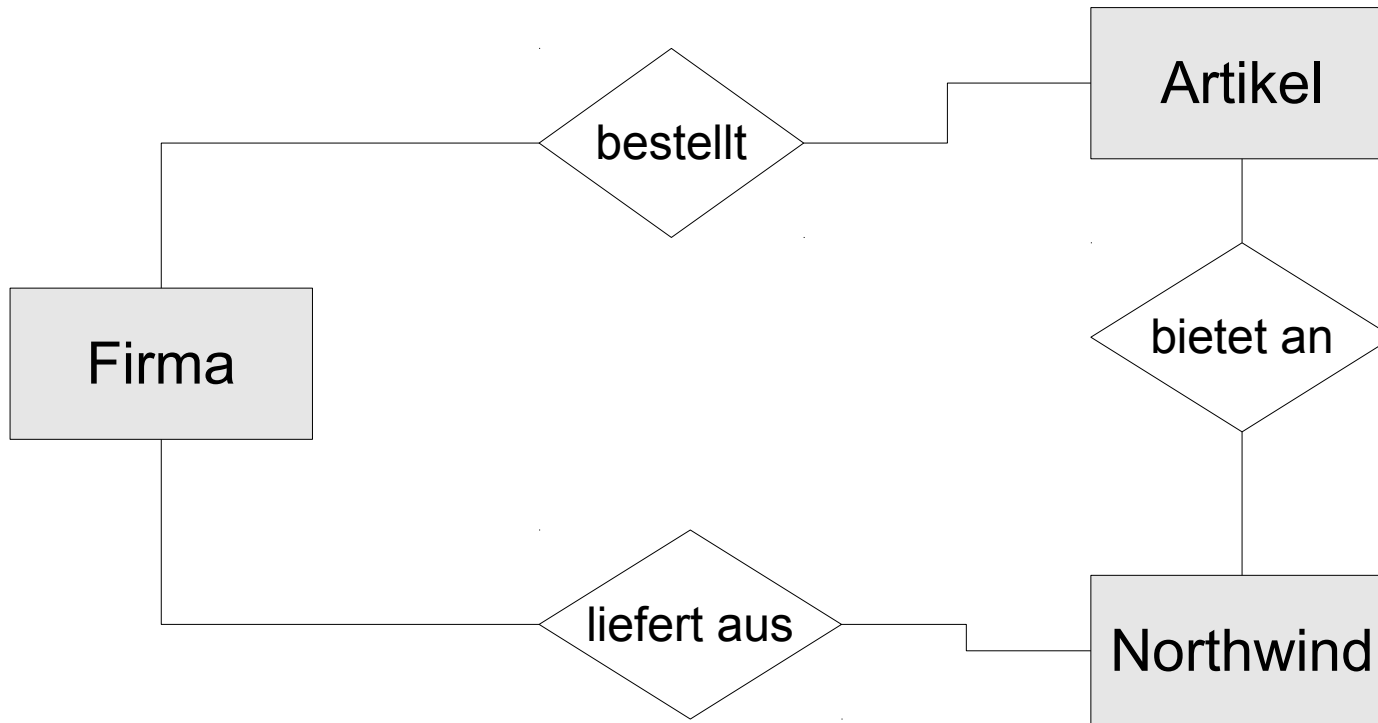 Artikel
bestellt
bietet an
Firma
liefert aus
Northwind